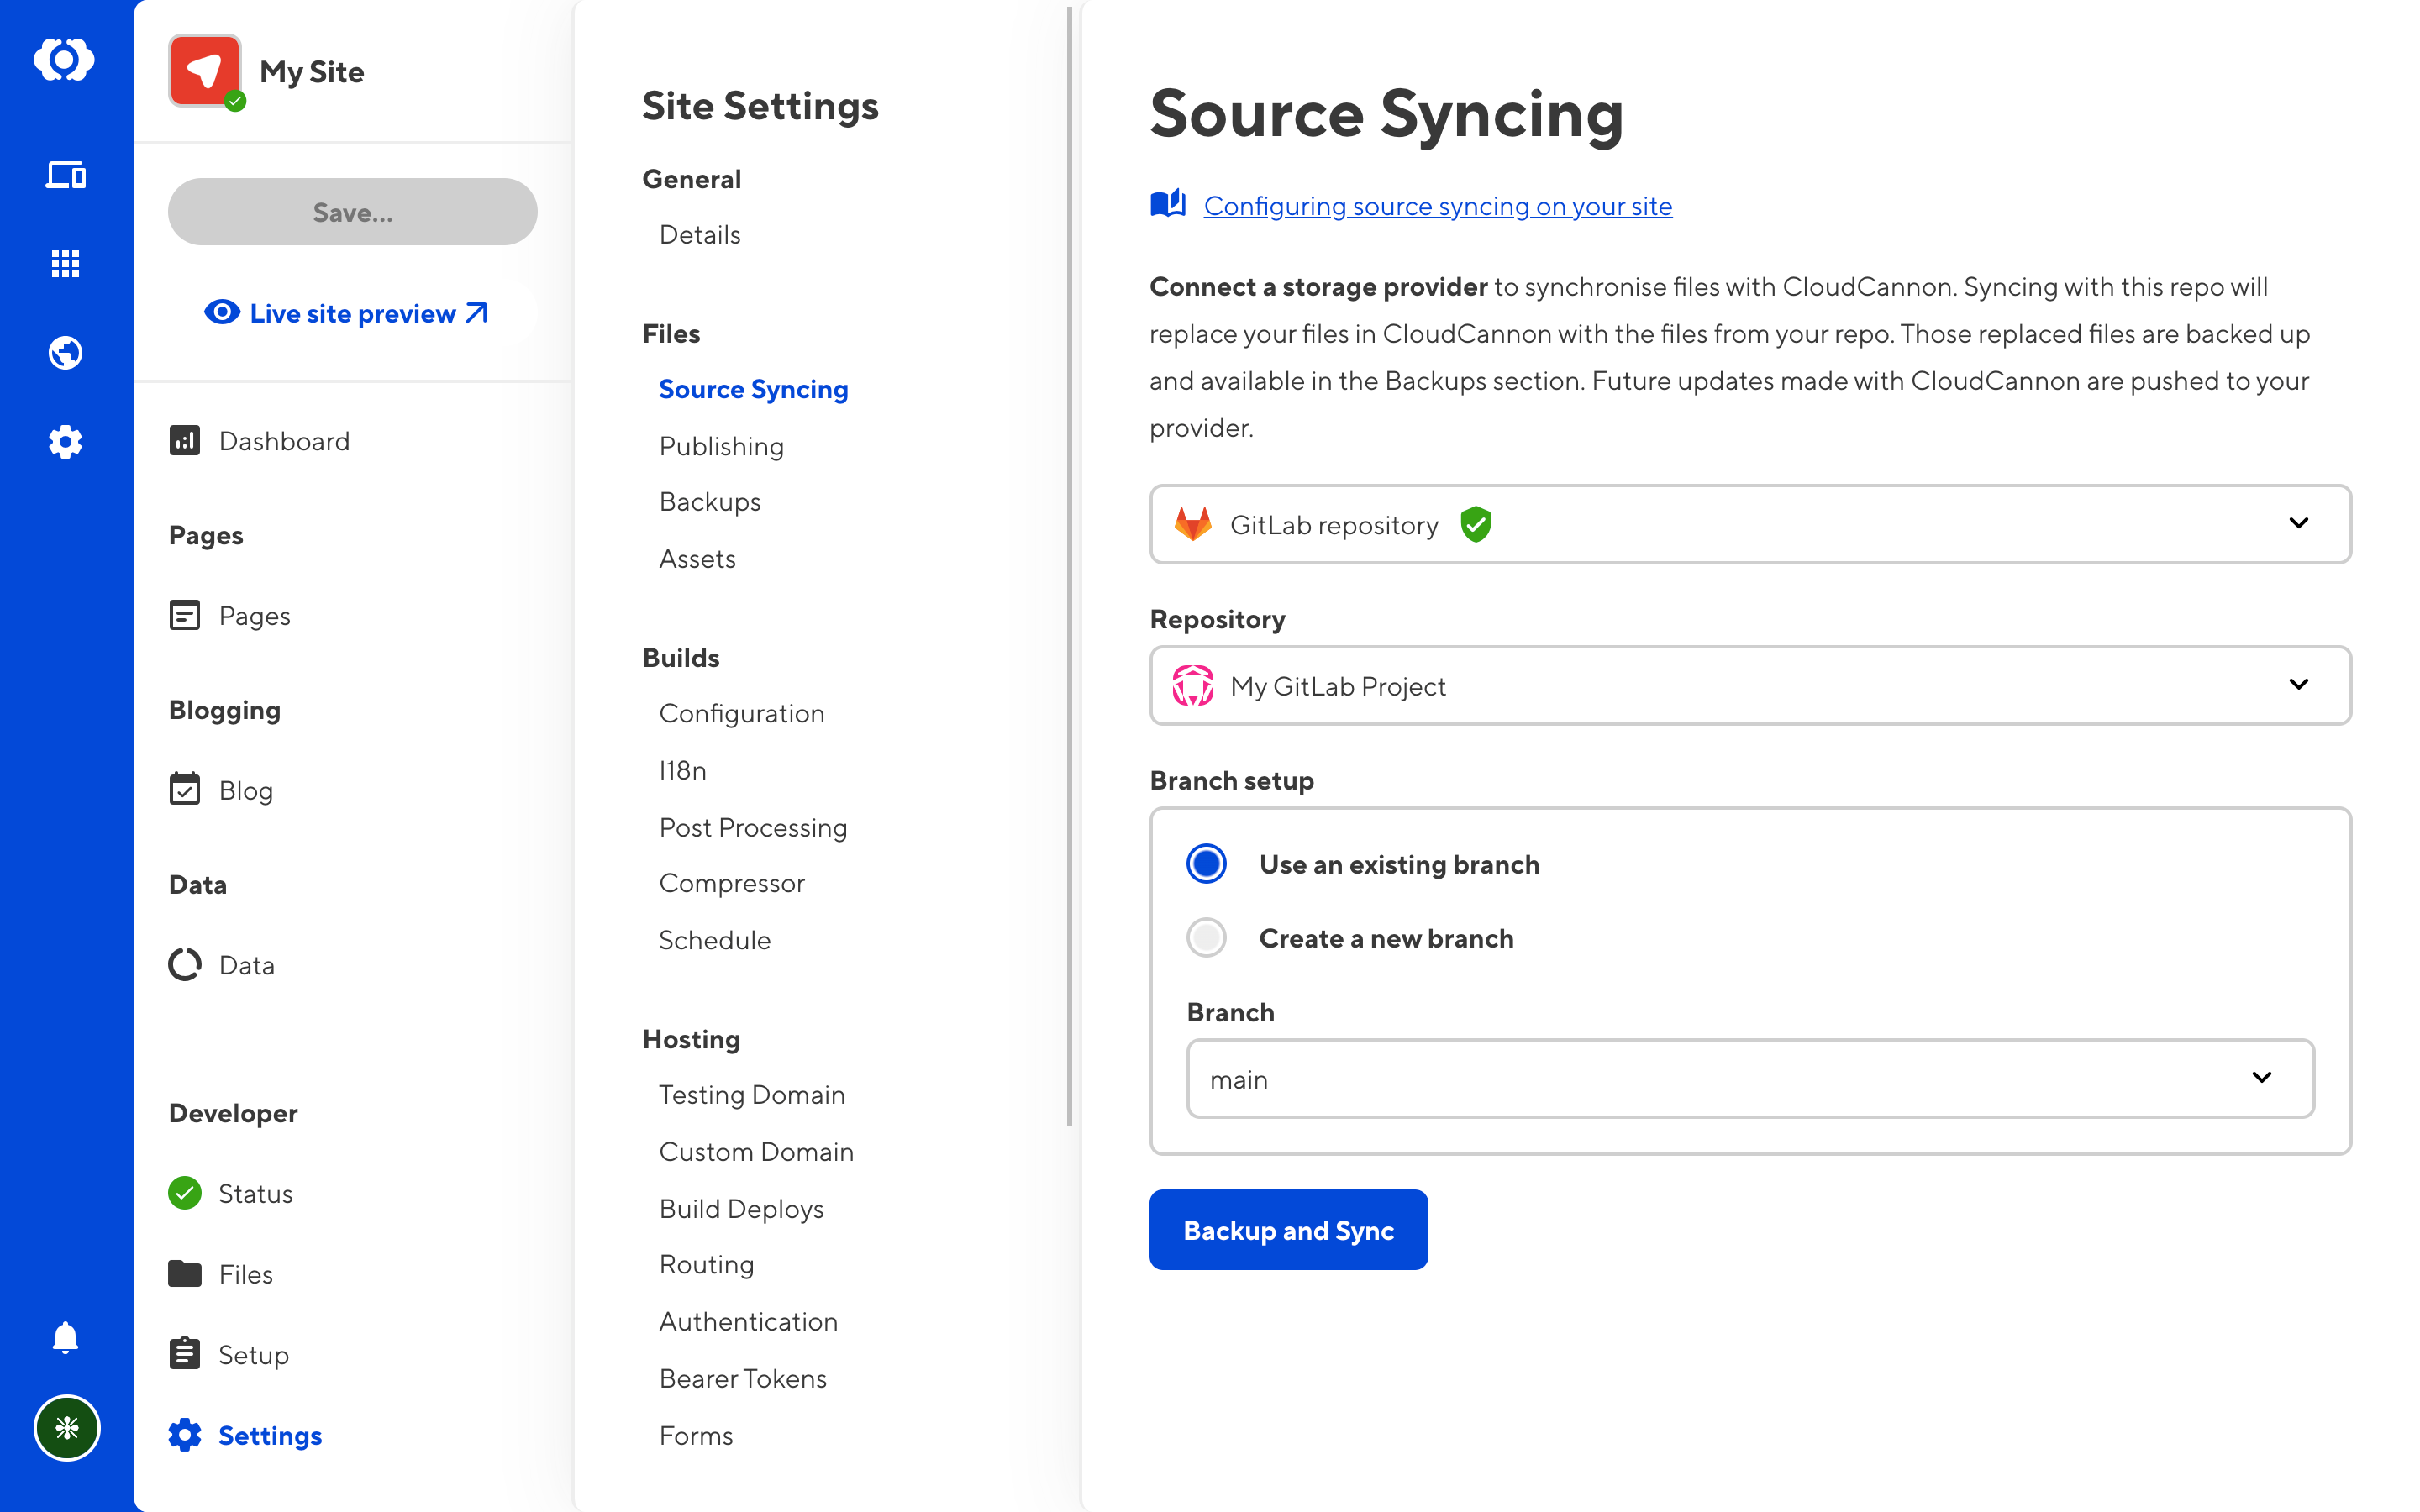 My Site
Save...
Live site preview
Dashboard
Pages
Pages
Blogging
Blog
Data
Data
Developer
Status
Files
Setup
Settings
Site Settings
General
Details
Files
Source Syncing
Publishing
Backups
Assets
Builds
Configuration
I18n
Post Processing
Compressor
Schedule
Hosting
Testing Domain
Custom Domain
Build Deploys
Routing
Authentication
Bearer Tokens
Forms
Source Syncing
Configuring source syncing on your site
Connect a storage provider to synchronise files with CloudCannon. Syncing with this repo will
replace your files in CloudCannon with the files from your repo. Those replaced files are backed up
and available in the Backups section. Future updates made with CloudCannon are pushed to your
provider.
GitLab repository
Repository
My GitLab Project
Branch setup
Use an existing branch
Create a new branch
Branch
main
Backup and Sync